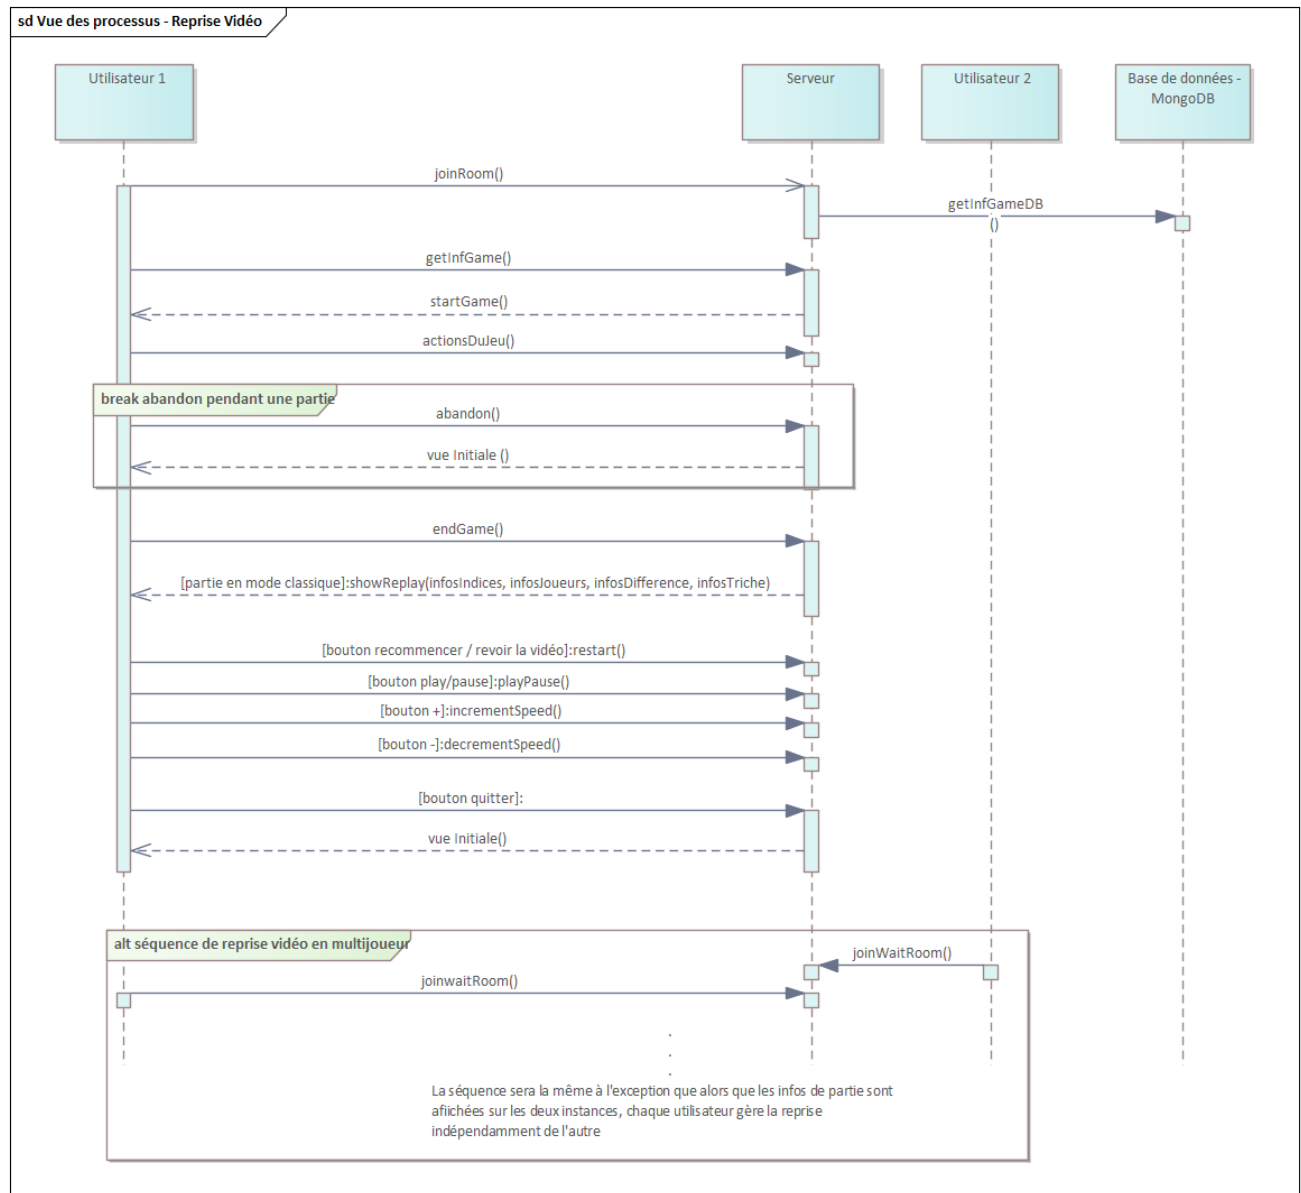 sd Vue des processus - Reprise Vidéo
Utilisateur 1
Serveur
Utilisateur 2
Base de données -
MongoDB
joinRoom()
getInfGameDB
()
getInfGame()
startGame()
actionsDuJeu()
break abandon pendant une partie
abandon()
vue Initiale ()
endGame()
[partie en mode classique]:showReplay(infosIndices, infosJoueurs, infosDifference, infosTriche)
[bouton recommencer / revoir la vidéo]:restart()
[bouton play/pause]:playPause()
[bouton +]:incrementSpeed()
[bouton -]:decrementSpeed()
[bouton quitter]:
vue Initiale()
alt séquence de reprise vidéo en multijoueur
joinWaitRoom()
joinwaitRoom()
.
.
.
La séquence sera la même à l'exception que alors que les infos de partie sont
afiichées sur les deux instances, chaque utilisateur gère la reprise
indépendamment de l'autre